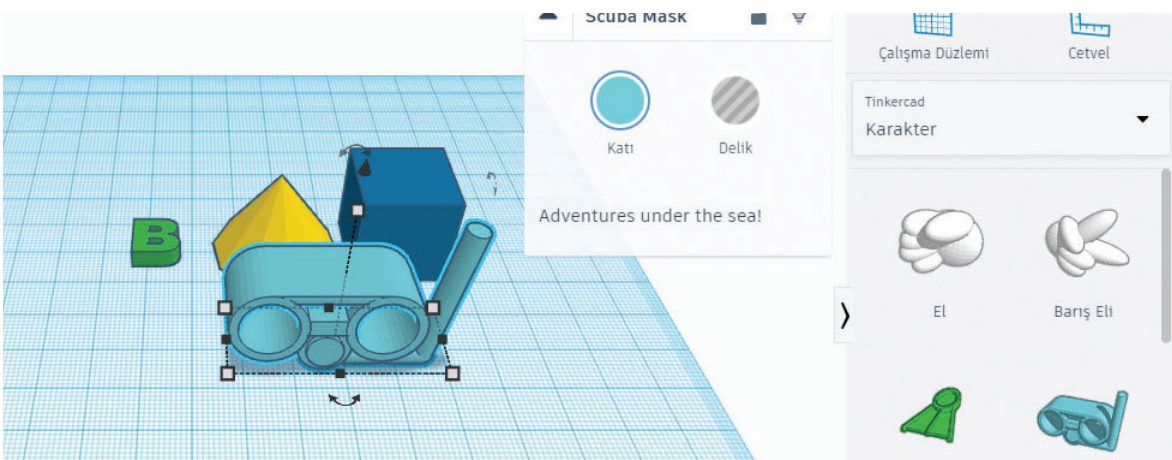 Scuba Mask
Katı
Delik
Adventures under the sea!
Çalışma Düzlemi
Cetvel
Tinkercad
Karakter
El
Barış Eli
B